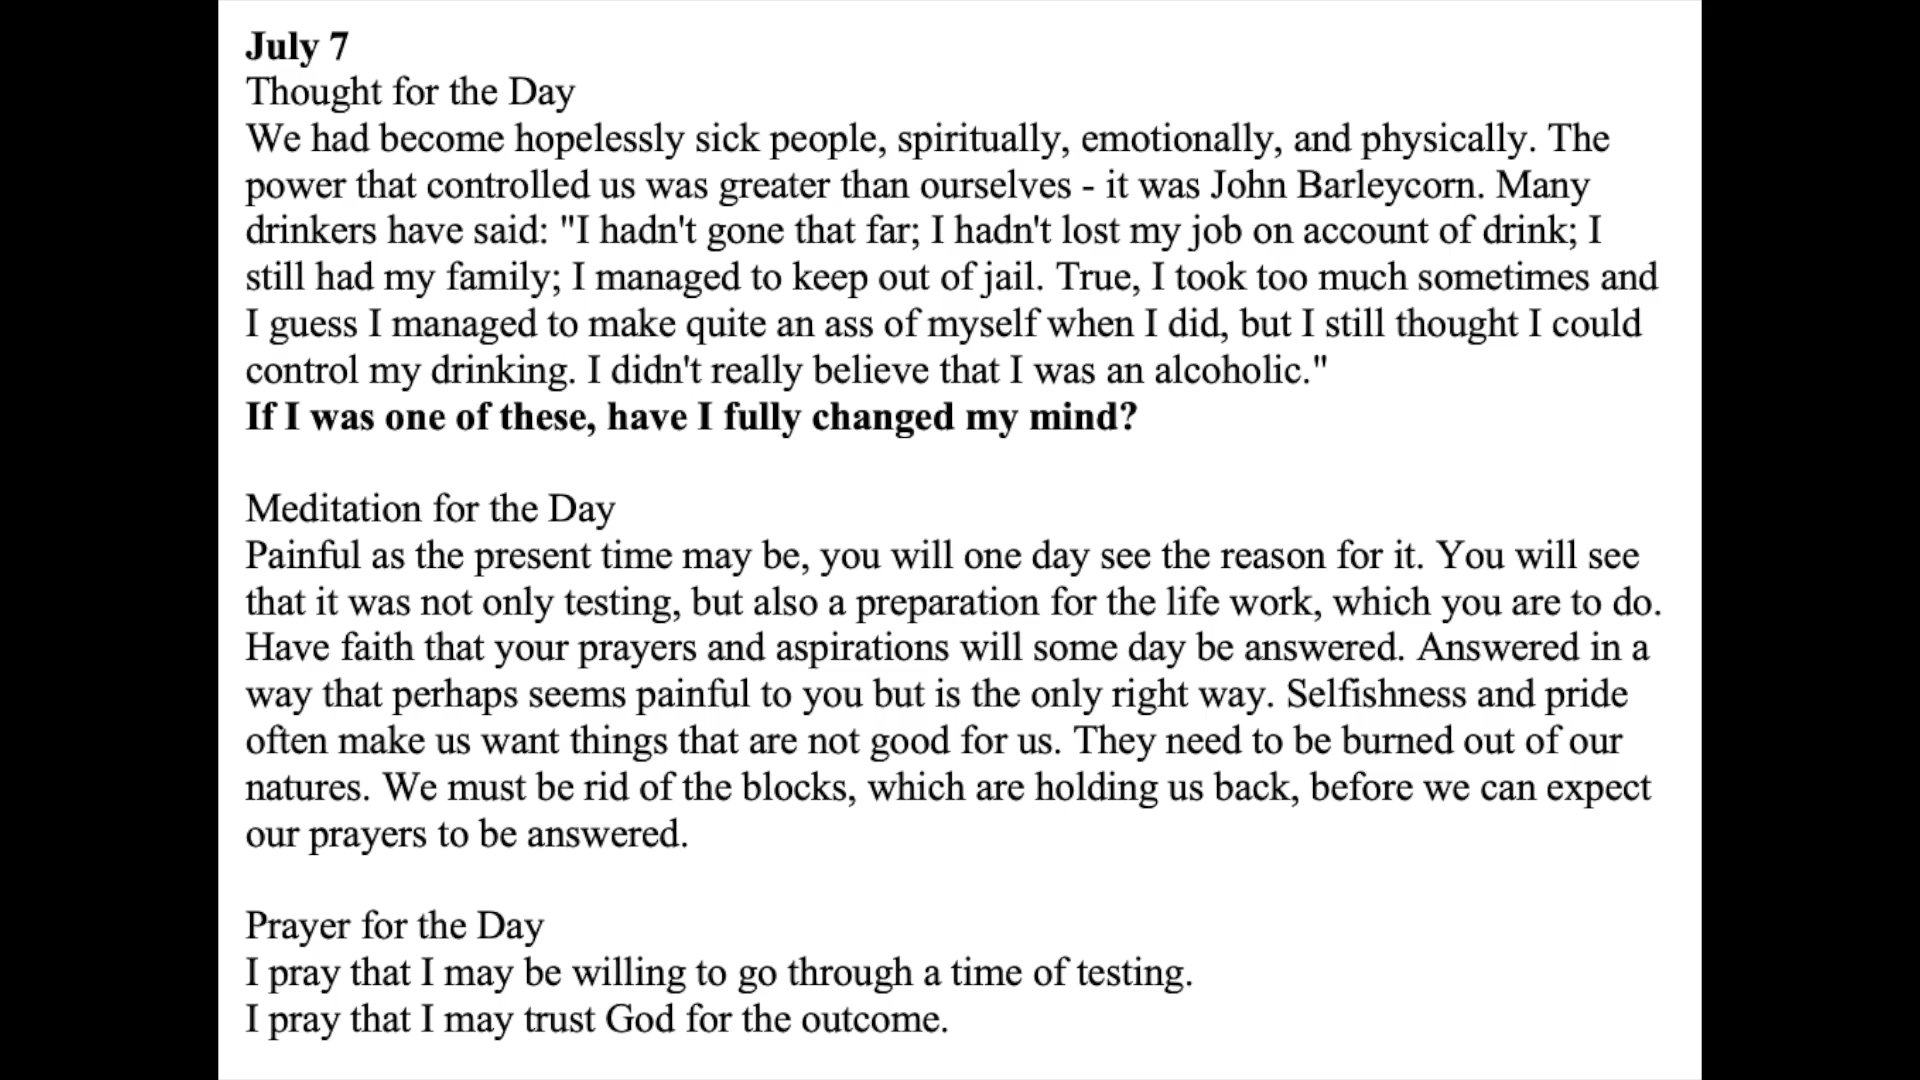 July 7
Thought for the Day
We had become hopelessly sick people, spiritually, emotionally, and physically. The
power that controlled us was greater than ourselves - it was John Barleycorn. Many
drinkers have said: "I hadn't gone that far; I hadn't lost my job on account of drink; I
still had my family; I managed to keep out of jail. True, I took too much sometimes and
I guess I managed to make quite an ass of myself when I did, but I still thought I could
control my drinking. I didn't really believe that I was an alcoholic."
If I was one of these, have I fully changed my mind?
Meditation for the Day
Painful as the present time may be, you will one day see the reason for it. You will see
that it was not only testing, but also a preparation for the life work, which you are to do.
Have faith that your prayers and aspirations will some day be answered. Answered in a
way that perhaps seems painful to you but is the only right way. Selfishness and pride
often make us want things that are not good for us. They need to be burned out of our
natures. We must be rid of the blocks, which are holding us back, before we can expect
our prayers to be answered.
Prayer for the Day
I pray that I may be willing to go through a time of testing.
I pray that I may trust God for the outcome.